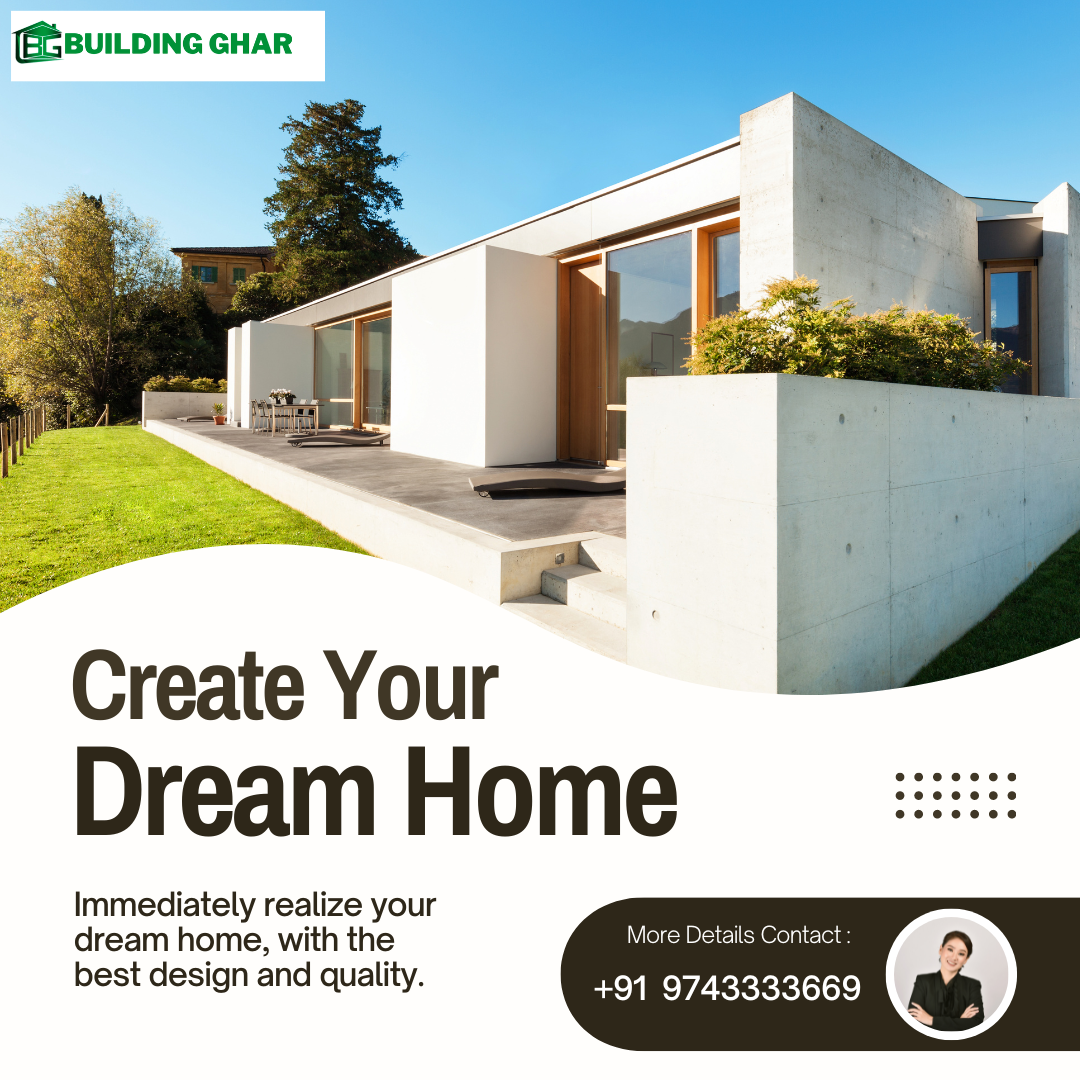 BG BUILDING GHAR
Create Your
Dream Home
Immediately realize your
dream home, with the
best design and quality.
More Details Contact :
+91 9743333669